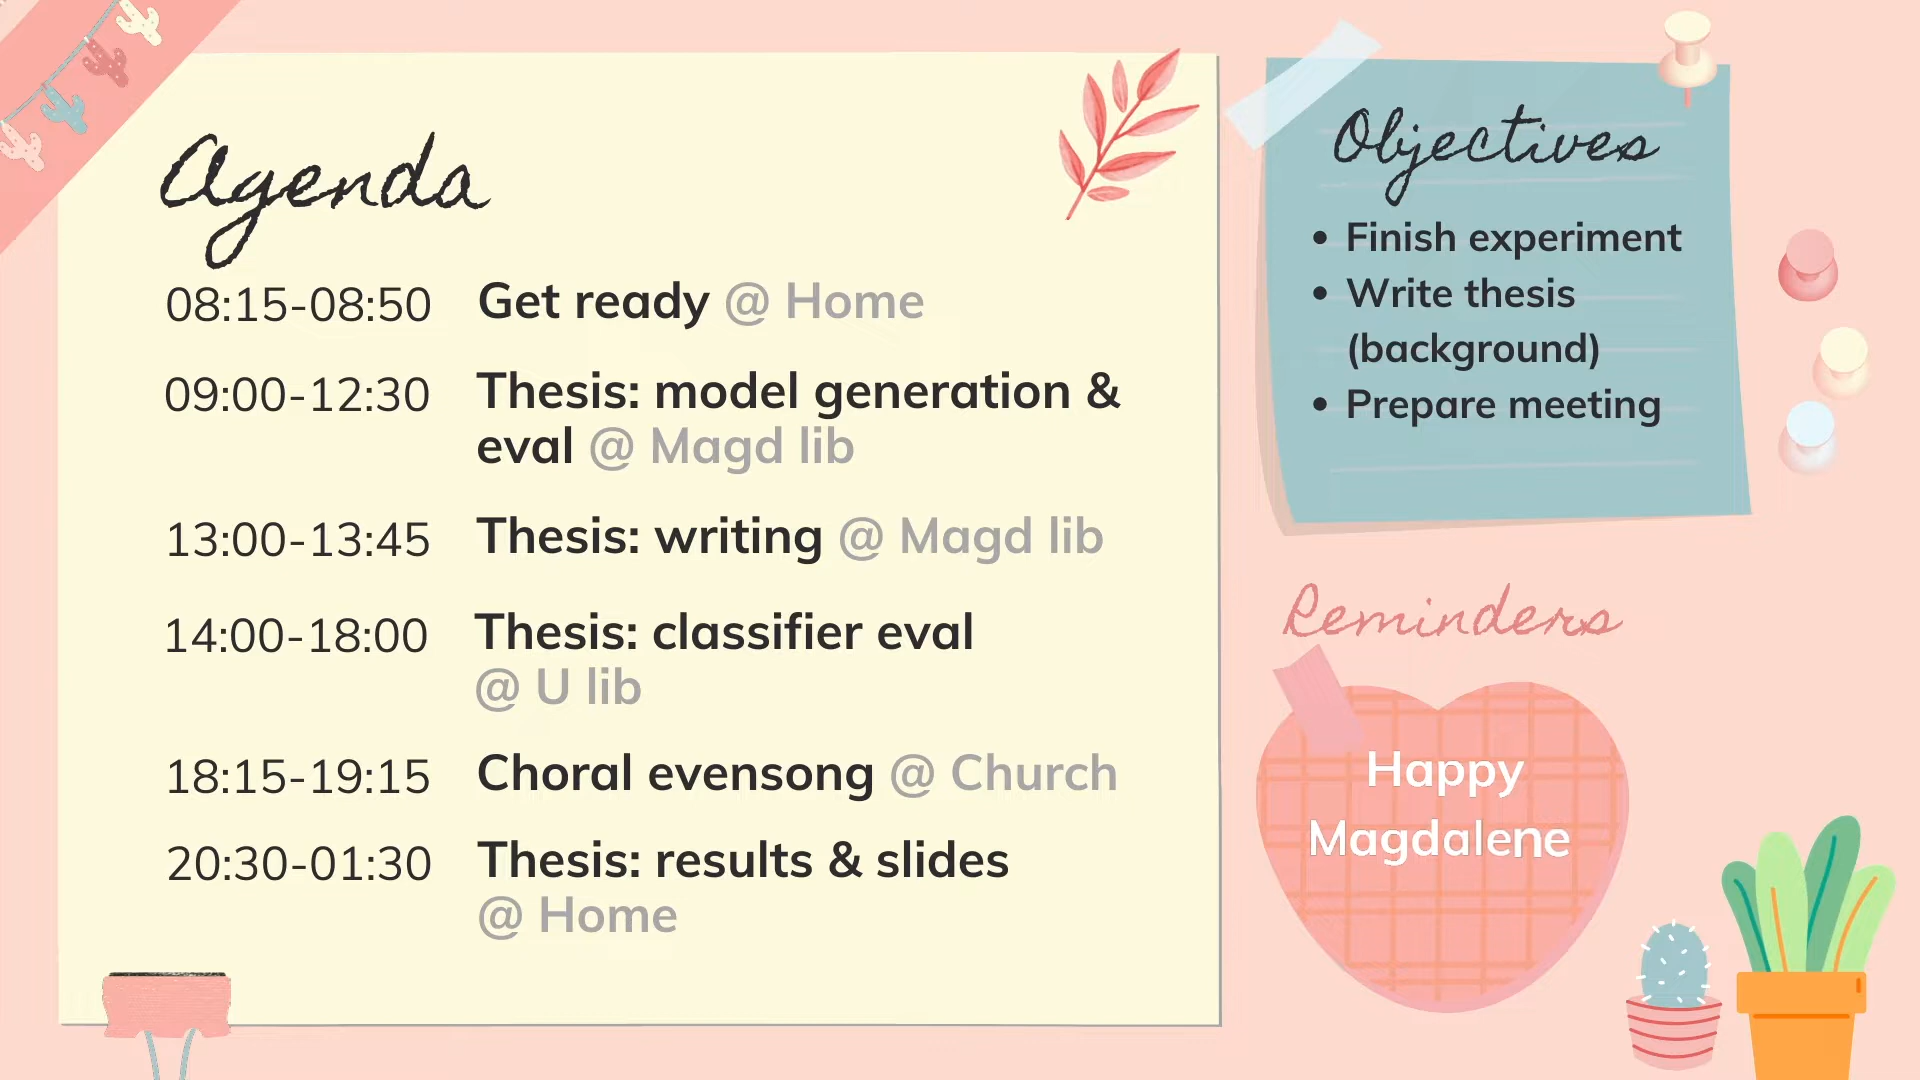 Agenda
08:15-08:50 Get ready @ Home
09:00-12:30 Thesis: model generation &
eval @ Magd lib
13:00-13:45 Thesis: writing @ Magd lib
14:00-18:00 Thesis: classifier eval
@ U lib
18:15-19:15 Choral evensong @ Church
20:30-01:30 Thesis: results & slides
@ Home
Objectives
• Finish experiment
• Write thesis
(background)
• Prepare meeting
Reminders
Happy
Magdalene